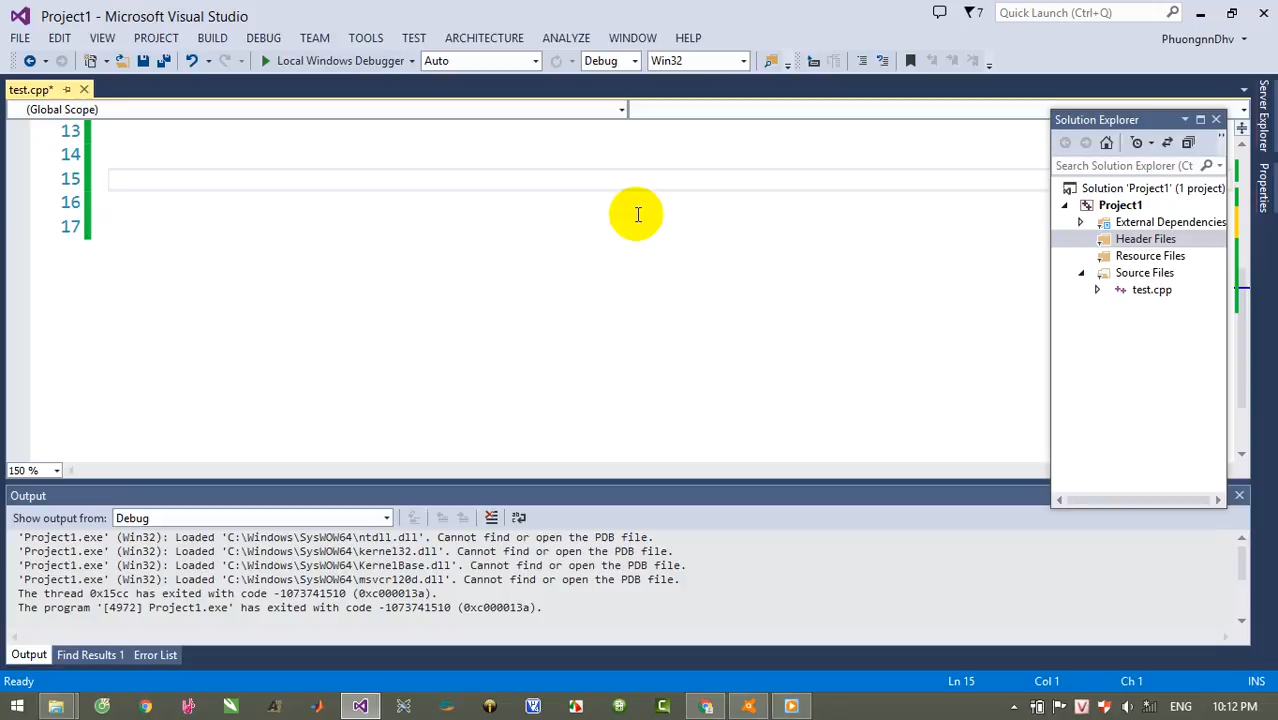 Project1 - Microsoft Visual Studio
7
Quick Launch (Ctrl+Q)
FILE EDIT VIEW PROJECT BUILD DEBUG TEAM TOOLS TEST ARCHITECTURE ANALYZE WINDOW HELP
PhuongnnDhv
Local Windows Debugger
Auto
Debug
Win32
test.cpp*
(Global Scope)
13
14
15
16
17
150 %
Solution Explorer
Search Solution Explorer (Ct
Solution 'Project1' (1 project)
Project1
External Dependencies
Header Files
Resource Files
Source Files
test.cpp
Server Explorer
Properties
Output
Show output from: Debug
'Project1.exe' (Win32): Loaded 'C:\Windows\SysWOW64\ntdll.dll'. Cannot find or open the PDB file.
'Project1.exe' (Win32): Loaded 'C:\Windows\SysWOW64\kernel32.dll'. Cannot find or open the PDB file.
'Project1.exe' (Win32): Loaded 'C:\Windows\SysWOW64\KernelBase.dll'. Cannot find or open the PDB file.
'Project1.exe' (Win32): Loaded 'C:\Windows\SysWOW64\msvcr120d.dll'. Cannot find or open the PDB file.
The thread 0x15cc has exited with code -1073741510 (0xc000013a).
The program '[4972] Project1.exe' has exited with code -1073741510 (0xc000013a).
Output Find Results 1 Error List
Ready
Ln 15
Col 1
Ch 1
INS
ENG
10:12 PM